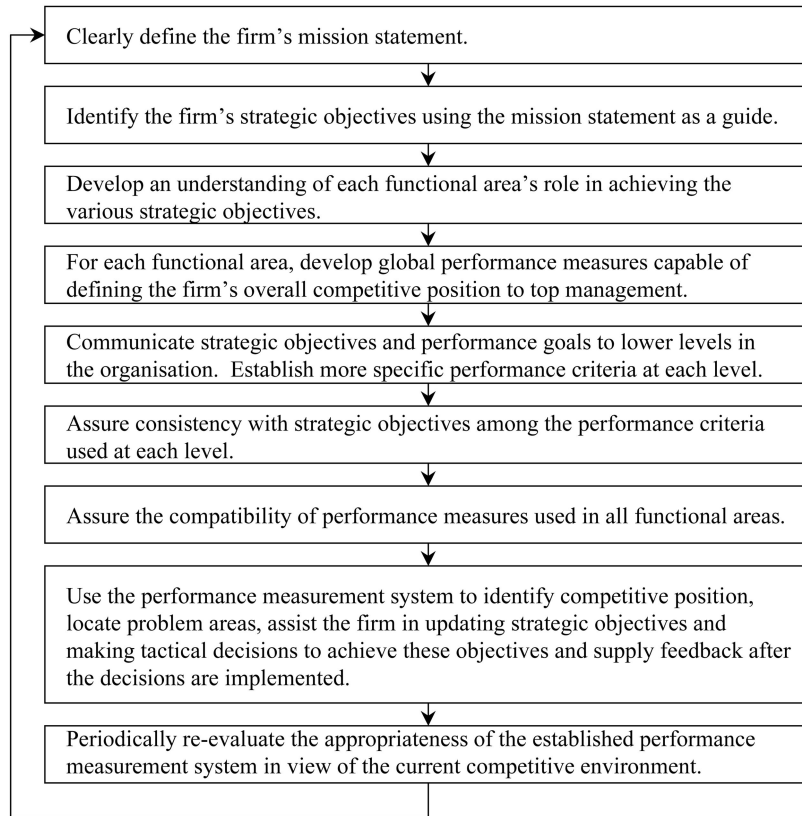 Clearly define the firm’s mission statement.
Identify the firm’s strategic objectives using the mission statement as a guide.
Develop an understanding of each functional area’s role in achieving the
various strategic objectives.
For each functional area, develop global performance measures capable of
defining the firm’s overall competitive position to top management.
Communicate strategic objectives and performance goals to lower levels in
the organisation.  Establish more specific performance criteria at each level.
Assure consistency with strategic objectives among the performance criteria
used at each level.
Assure the compatibility of performance measures used in all functional areas.
Use the performance measurement system to identify competitive position,
locate problem areas, assist the firm in updating strategic objectives and
making tactical decisions to achieve these objectives and supply feedback after
the decisions are implemented.
Periodically re-evaluate the appropriateness of the established performance
measurement system in view of the current competitive environment.